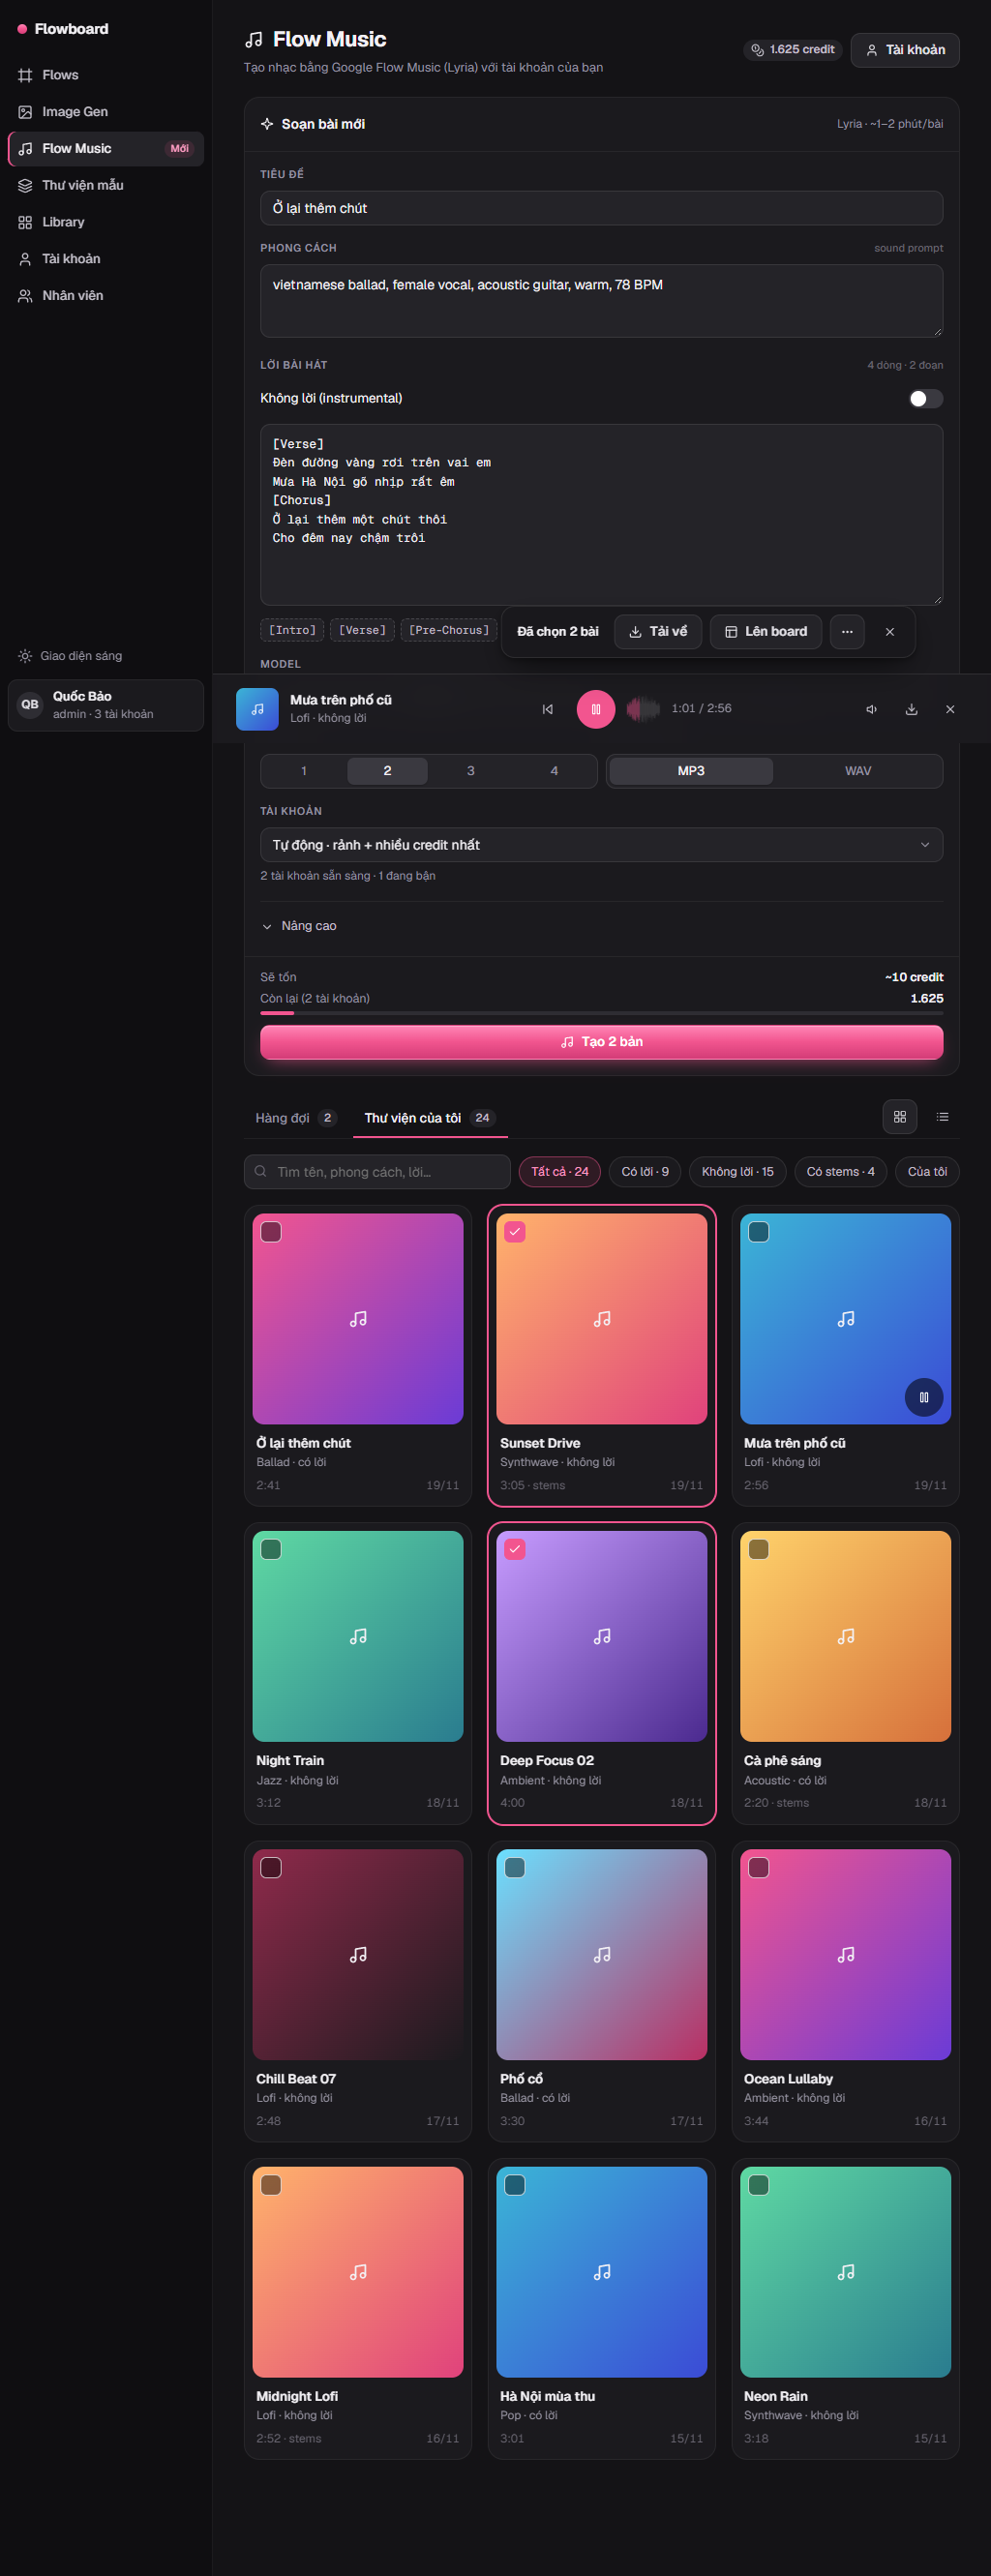 Flowboard
Flows
Image Gen
Flow Music
Mới
Thư viện mẫu
Library
Tài khoản
Nhân viên
Giao diện sáng
QB
Quốc Bảo
admin · 3 tài khoản
Flow Music
Tạo nhạc bằng Google Flow Music (Lyria) với tài khoản của bạn
1.625 credit
Tài khoản
Soạn bài mới
Lyria · ~1–2 phút/bài
TIÊU ĐỀ
Ở lại thêm chút
PHONG CÁCH
sound prompt
vietnamese ballad, female vocal, acoustic guitar, warm, 78 BPM
LỜI BÀI HÁT
4 dòng · 2 đoạn
Không lời (instrumental)
[Verse]
Đèn đường vàng rơi trên vai em
Mưa Hà Nội gõ nhịp rất êm
[Chorus]
Ở lại thêm một chút thôi
Cho đêm nay chậm trôi
[Intro]
[Verse]
[Pre-Chorus]
Đã chọn 2 bài
Tải về
Lên board
MODEL
Mưa trên phố cũ
Lofi · không lời
1:01 / 2:56
1
2
3
4
MP3
WAV
TÀI KHOẢN
Tự động · rảnh + nhiều credit nhất
2 tài khoản sẵn sàng · 1 đang bận
Nâng cao
Sẽ tốn
~10 credit
Còn lại (2 tài khoản)
1.625
Tạo 2 bản
Hàng đợi
2
Thư viện của tôi
24
Tìm tên, phong cách, lời...
Tất cả · 24
Có lời · 9
Không lời · 15
Có stems · 4
Của tôi
Ở lại thêm chút
Ballad · có lời
2:41
19/11
Sunset Drive
Synthwave · không lời
3:05 · stems
19/11
Mưa trên phố cũ
Lofi · không lời
2:56
19/11
Night Train
Jazz · không lời
3:12
18/11
Deep Focus 02
Ambient · không lời
4:00
18/11
Cà phê sáng
Acoustic · có lời
2:20 · stems
18/11
Chill Beat 07
Lofi · không lời
2:48
17/11
Phố cổ
Ballad · có lời
3:30
17/11
Ocean Lullaby
Ambient · không lời
3:44
16/11
Midnight Lofi
Lofi · không lời
2:52 · stems
16/11
Hà Nội mùa thu
Pop · có lời
3:01
15/11
Neon Rain
Synthwave · không lời
3:18
15/11